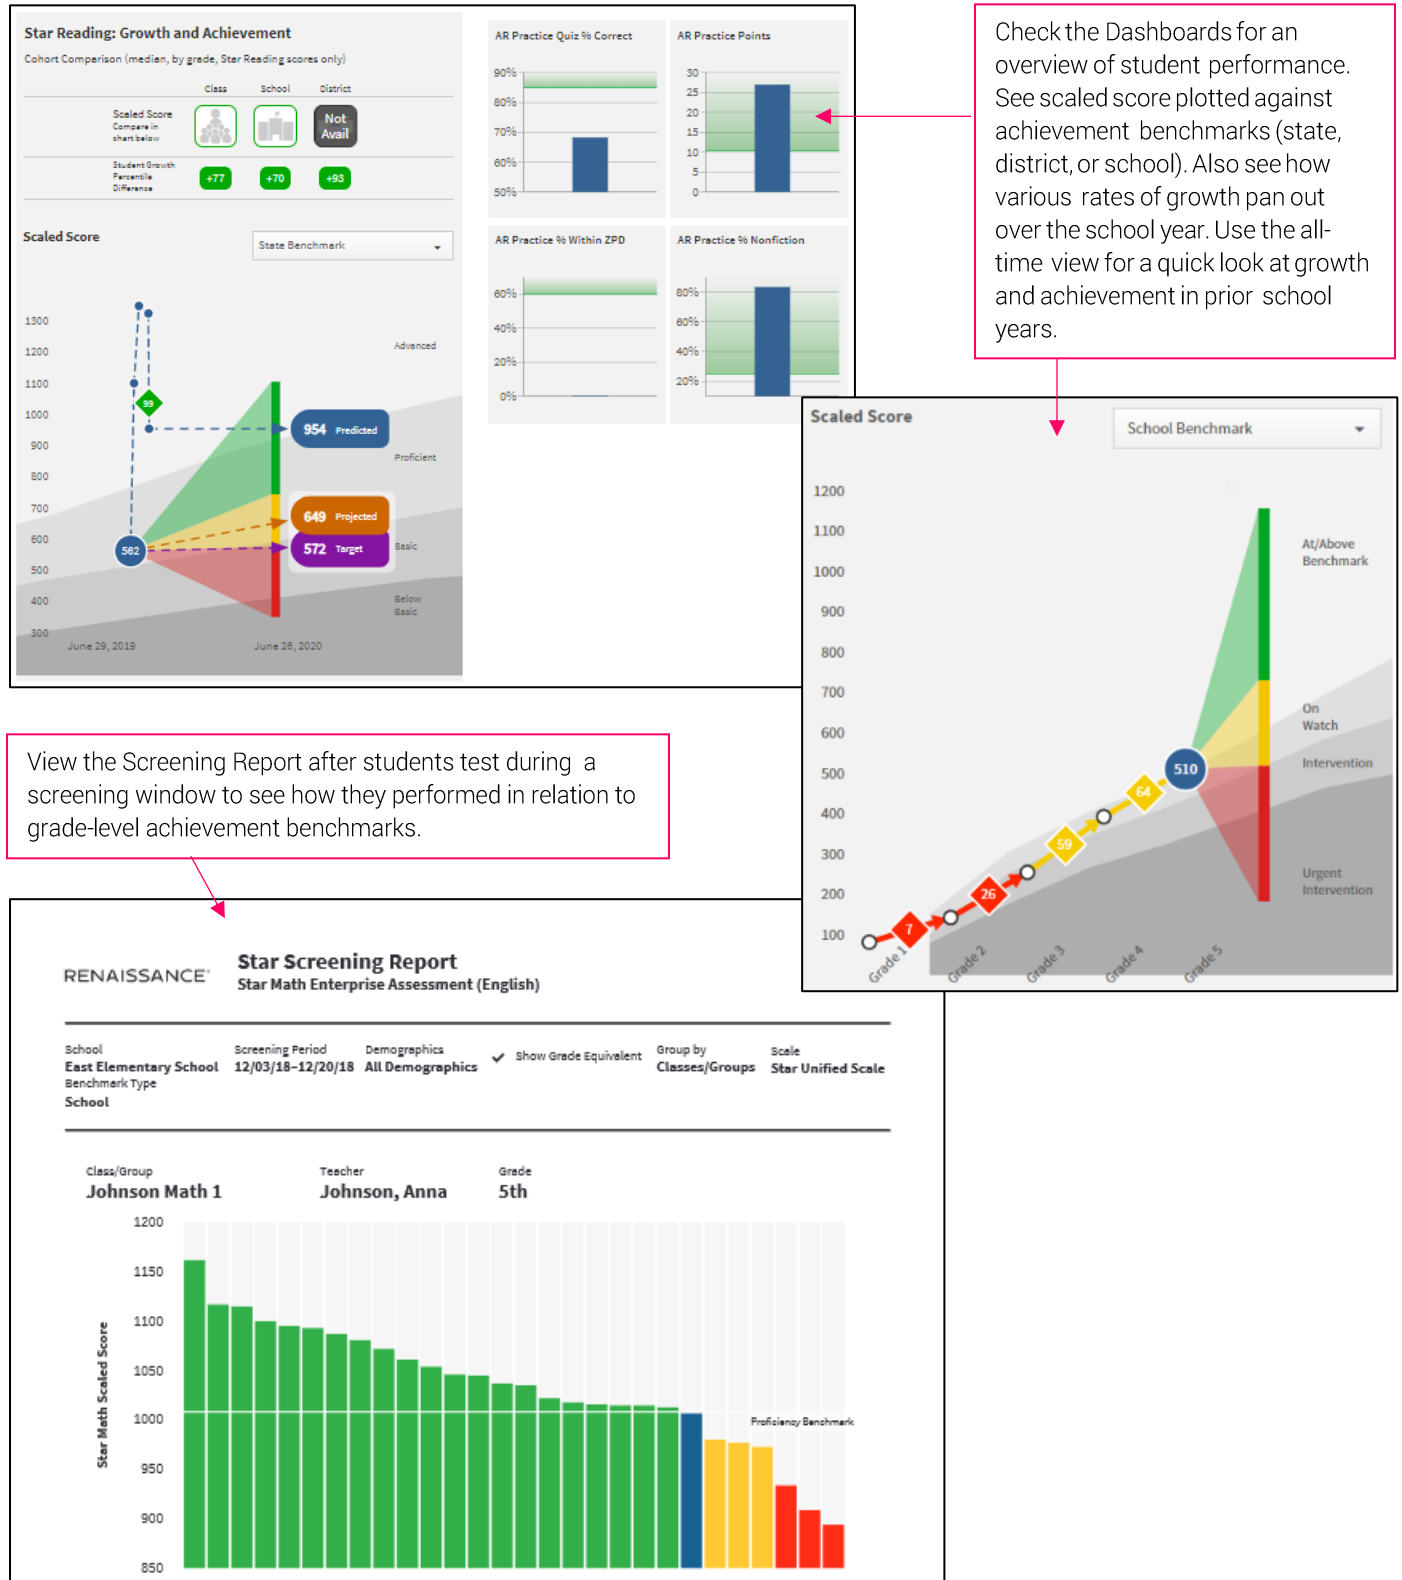 Star Reading: Growth and Achievement
Cohort Comparison (median, by grade, Star Reading scores only)
Class School District
Scaled Score
Compare in
chart below
Not
Avail
Student Growth
Percentile
Difference
+77 +70 +93
Scaled Score
State Benchmark
1300
1200
1100
1000
900
800
700
600
500
400
300
99
562
954 Predicted
649 Projected
572 Target
Advanced
Proficient
Basic
Below
Basic
June 29, 2019 June 26, 2020
AR Practice Quiz % Correct
90%
80%
70%
60%
50%
AR Practice Points
30
25
20
15
10
5
0
AR Practice % Within ZPD
60%
40%
20%
0%
AR Practice % Nonfiction
80%
60%
40%
20%
Check the Dashboards for an
overview of student performance.
See scaled score plotted against
achievement benchmarks (state,
district, or school). Also see how
various rates of growth pan out
over the school year. Use the all-
time view for a quick look at growth
and achievement in prior school
years.
Scaled Score
School Benchmark
1200
1100
1000
900
800
700
600
500
400
300
200
100
7
26
59
64
510
At/Above
Benchmark
On
Watch
Intervention
Urgent
Intervention
Grade 1
Grade 2
Grade 3
Grade 4
Grade 5
View the Screening Report after students test during a
screening window to see how they performed in relation to
grade-level achievement benchmarks.
RENAISSANCE
Star Screening Report
Star Math Enterprise Assessment (English)
School
East Elementary School
Benchmark Type
School
Screening Period
12/03/18–12/20/18
Demographics
All Demographics
✓ Show Grade Equivalent
Group by
Classes/Groups
Scale
Star Unified Scale
Class/Group
Johnson Math 1
Teacher
Johnson, Anna
Grade
5th
Star Math Scaled Score
1200
1150
1100
1050
1000
950
900
850
Proficiency Benchmark